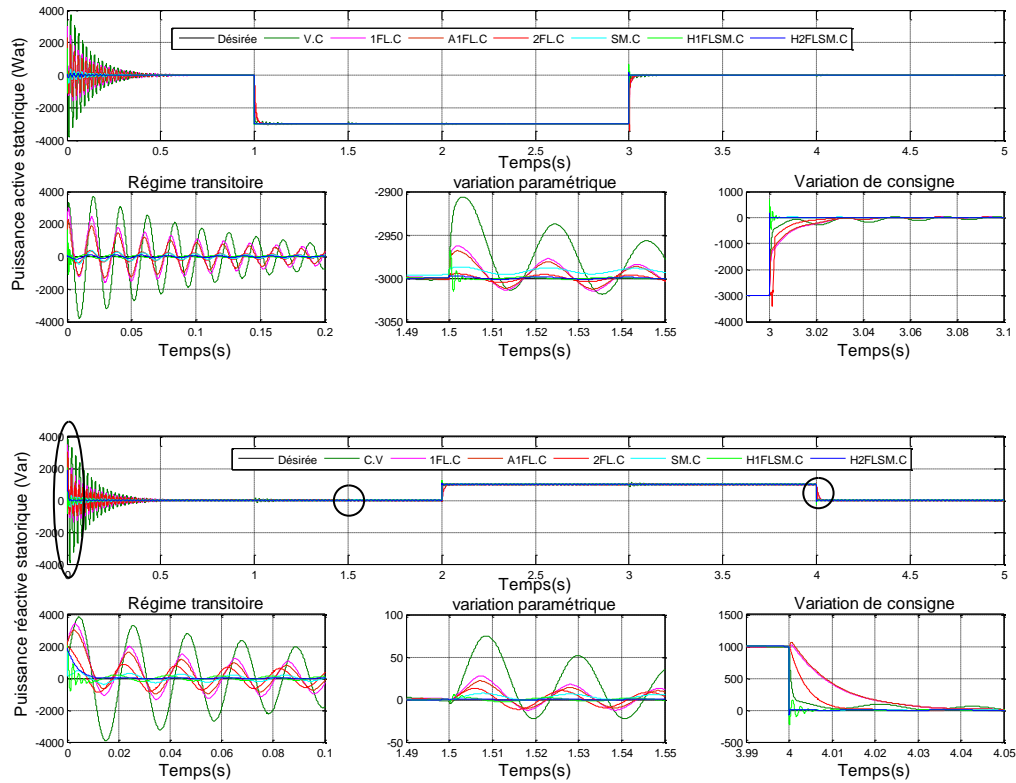 Puissance active statorique (Wat)
4000
2000
0
-2000
-4000
Désirée V.C 1FL.C A1FL.C 2FL.C SM.C H1FLSM.C H2FLSM.C
0 0.5 1 1.5 2 2.5 3 3.5 4 4.5 5
Temps(s)
Régime transitoire
4000
2000
0
-2000
-4000
0 0.05 0.1 0.15 0.2
Temps(s)
variation paramétrique
-2900
-2950
-3000
-3050
1.49 1.5 1.51 1.52 1.53 1.54 1.55
Temps(s)
Variation de consigne
1000
0
-1000
-2000
-3000
-4000
3 3.02 3.04 3.06 3.08 3.1
Temps(s)
Puissance réactive statorique (Var)
4000
2000
0
-2000
-4000
Désirée C.V 1FL.C A1FL.C 2FL.C SM.C H1FLSM.C H2FLSM.C
0 0.5 1 1.5 2 2.5 3 3.5 4 4.5 5
Temps(s)
Régime transitoire
4000
2000
0
-2000
-4000
0 0.02 0.04 0.06 0.08 0.1
Temps(s)
variation paramétrique
100
50
0
-50
1.49 1.5 1.51 1.52 1.53 1.54 1.55
Temps(s)
Variation de consigne
1500
1000
500
0
-500
3.99 4 4.01 4.02 4.03 4.04 4.05
Temps(s)